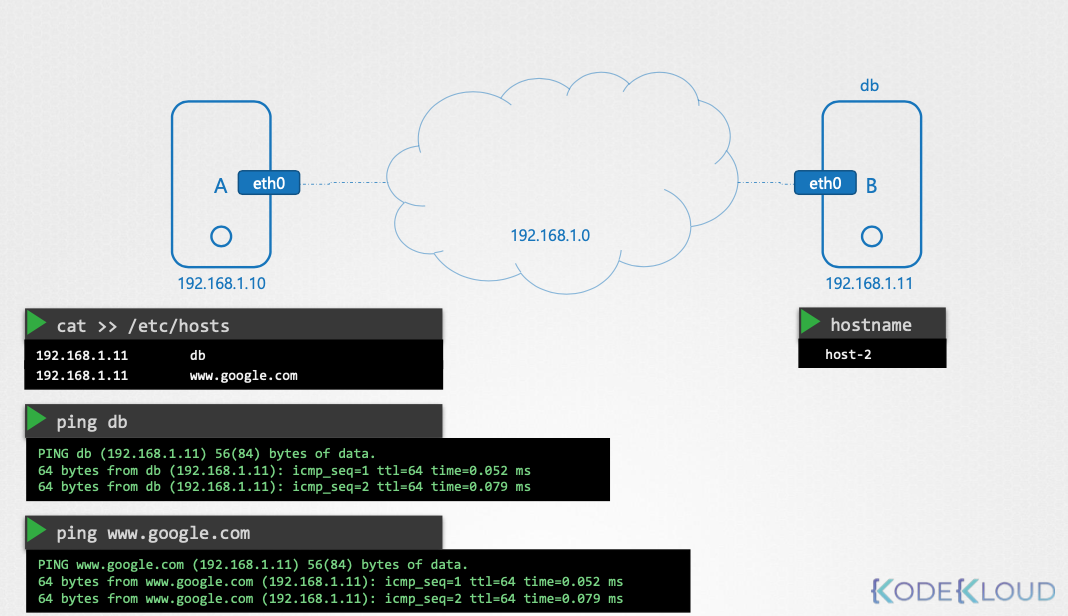 db
A
eth0
eth0
B
192.168.1.0
192.168.1.10
192.168.1.11
cat >> /etc/hosts
192.168.1.11 db
192.168.1.11 www.google.com
hostname
host-2
ping db
PING db (192.168.1.11) 56(84) bytes of data.
64 bytes from db (192.168.1.11): icmp_seq=1 ttl=64 time=0.052 ms
64 bytes from db (192.168.1.11): icmp_seq=2 ttl=64 time=0.079 ms
ping www.google.com
PING www.google.com (192.168.1.11) 56(84) bytes of data.
64 bytes from www.google.com (192.168.1.11): icmp_seq=1 ttl=64 time=0.052 ms
64 bytes from www.google.com (192.168.1.11): icmp_seq=2 ttl=64 time=0.079 ms
KODEKLOUD